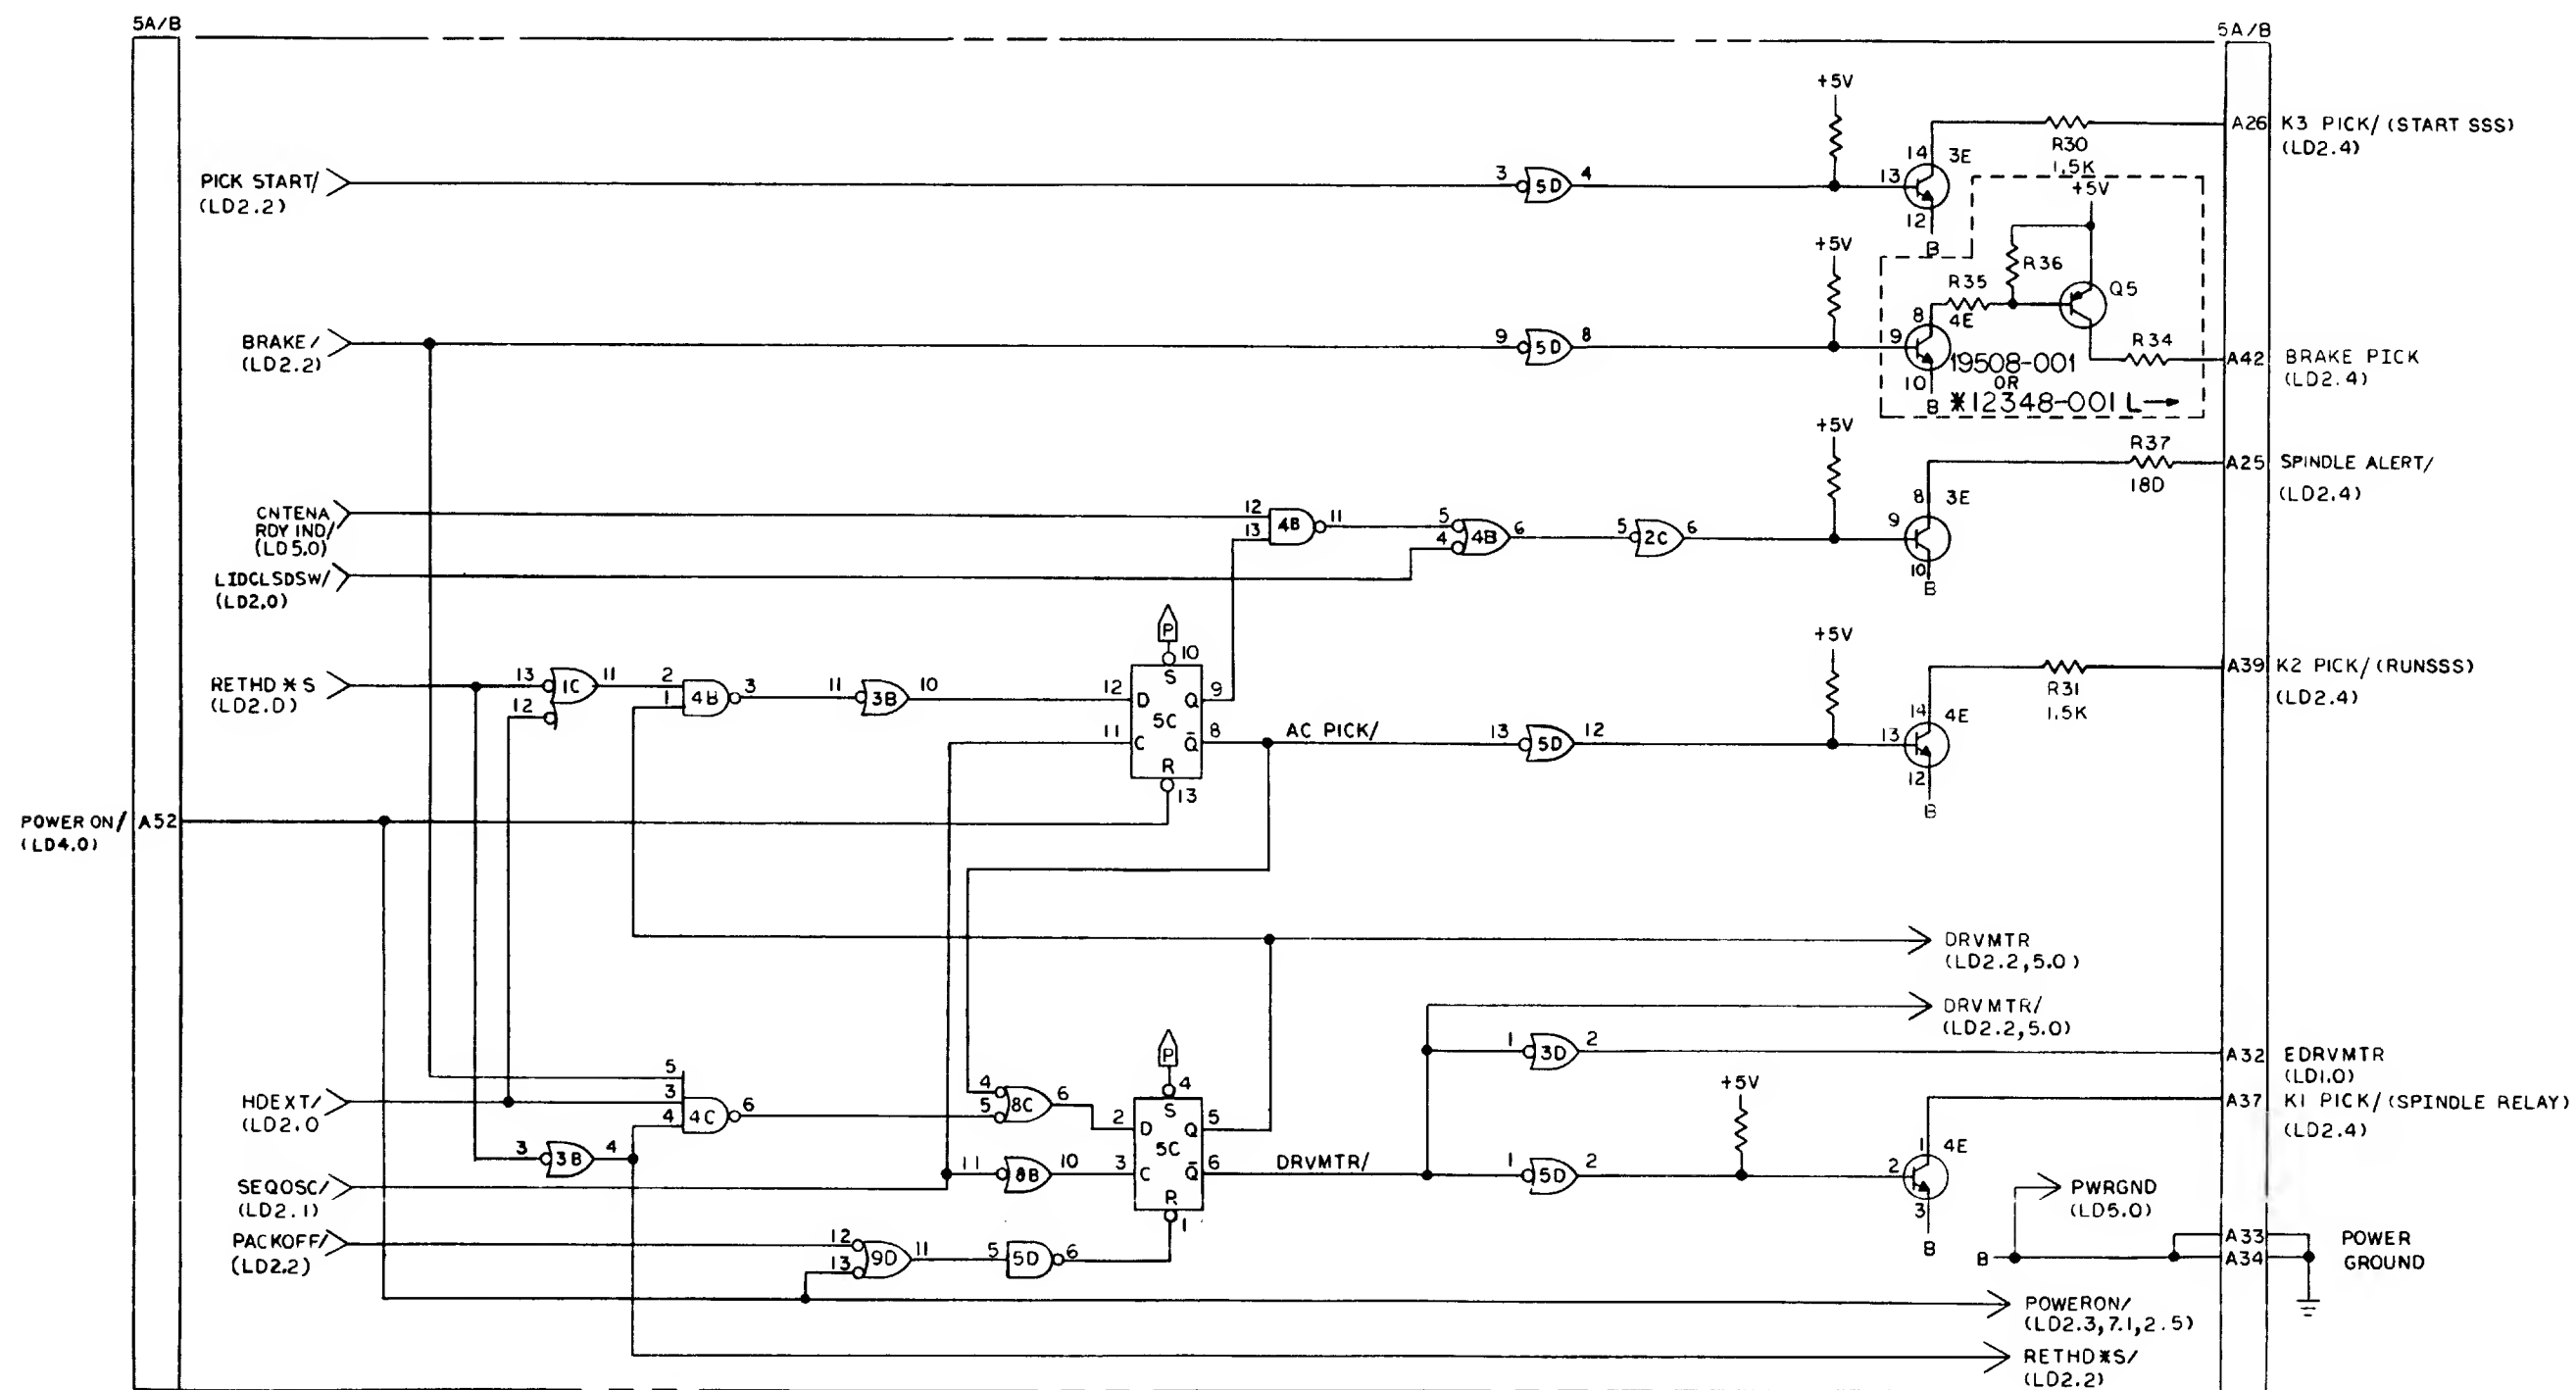 5A/B
5A/B
+5V
A26 K3 PICK/ (START SSS)
(LD2.4)
R30
1.5K
14 3E
13
12
B
PICK START/
(LD2.2)
3 5D 4
+5V
+5V
R36
R35
Q5
8
4E
9
10
B
R34
19508-001
OR
*12348-001 L
A42 BRAKE PICK
(LD2.4)
BRAKE/
(LD2.2)
9 5D 8
+5V
R37
18D
A25 SPINDLE ALERT/
(LD2.4)
8 3E
9
10
B
CNTENA
RDY IND/
(LD5.0)
12
13
4B 11
5
4
4B 6
5 2C 6
LIDCLSDSW/
(LD2.0)
P
10
S
12 D Q 9
5C
11 C Q̅ 8
R
13
RETHD*S
(LD2.D)
13
12
1C 11
2
1
4B 3
11 3B 10
AC PICK/
13 5D 12
+5V
14 4E
13
12
B
R31
1.5K
A39 K2 PICK/ (RUNSSS)
(LD2.4)
POWER ON/ A52
(LD4.0)
DRVMTR
(LD2.2,5.0)
DRVMTR/
(LD2.2,5.0)
1 3D 2
A32 EDRVMTR
(LD1.0)
HDEXT/
(LD2.0
5
3
4
4C 6
4
5
8C 6
P
4
S
2 D Q 5
5C
3 C Q̅ 6
R
1
+5V
A37 K1 PICK/ (SPINDLE RELAY)
(LD2.4)
3 3B 4
11 8B 10
DRVMTR/
1 5D 2
1 4E
2
3
B
SEQOSC/
(LD2.1)
PWRGND
(LD5.0)
PACKOFF/
(LD2.2)
12
13
9D 11
5 5D 6
B
A33
A34
POWER
GROUND
POWERON/
(LD2.3,7.1,2.5)
RETHD*S/
(LD2.2)